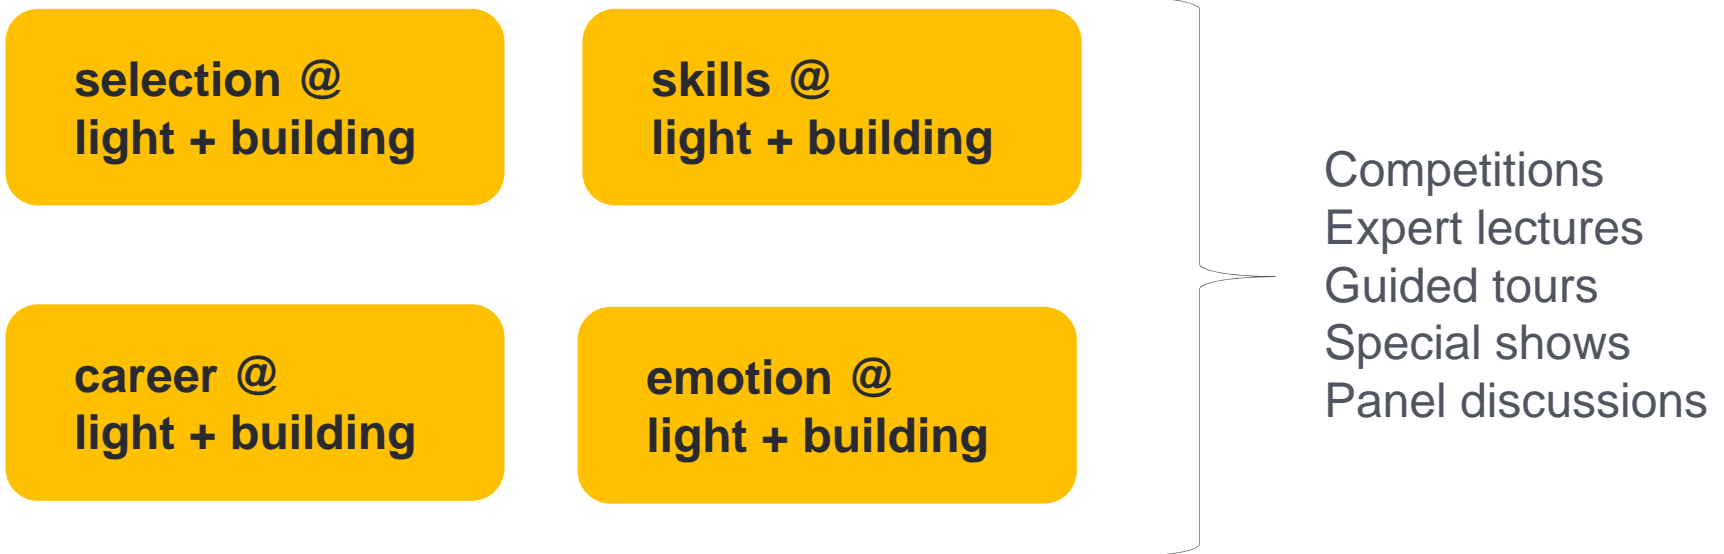 selection @
light + building
skills @
light + building
career @
light + building
emotion @
light + building
Competitions
Expert lectures
Guided tours
Special shows
Panel discussions